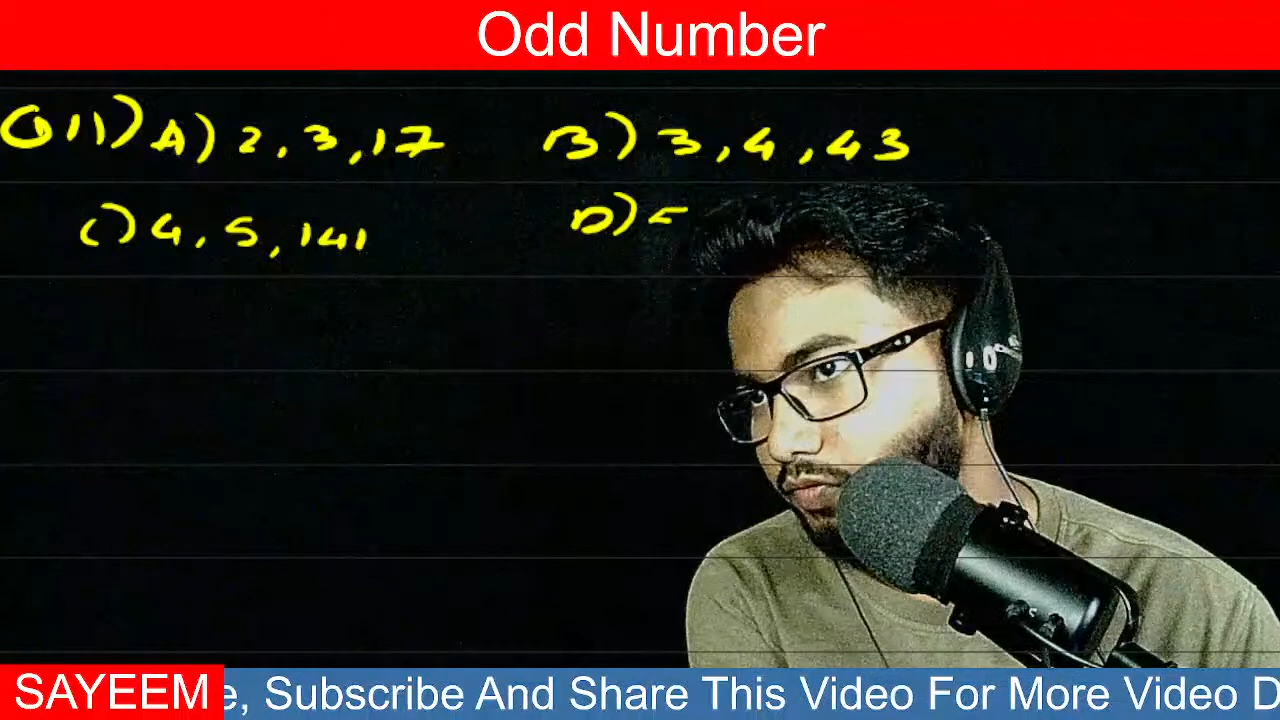 Odd Number
Q11) A) 2, 3, 17 B) 3, 4, 43
C) 4, 5, 141 D) 5
SAYEEM e, Subscribe And Share This Video For More Video D